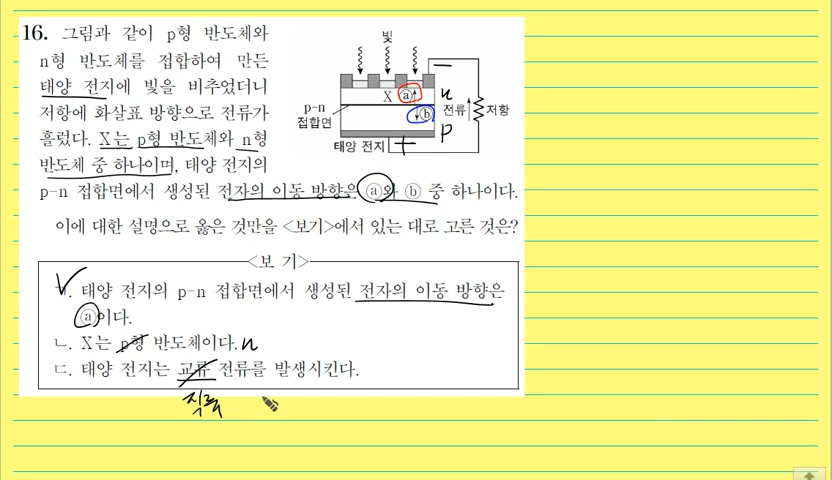 16. 그림과 같이 p형 반도체와
n형 반도체를 접합하여 만든
태양 전지에 빛을 비추었더니
저항에 화살표 방향으로 전류가
흘렀다. X는 p형 반도체와 n형
반도체 중 하나이며, 태양 전지의
p-n 접합면에서 생성된 전자의 이동 방향은 ⓐ와 ⓑ 중 하나이다.
빛
−
X ⓐ n
p-n
접합면
ⓑ 전류 저항
p
태양 전지 +
이에 대한 설명으로 옳은 것만을 <보기>에서 있는 대로 고른 것은?
<보 기>
ㄱ. 태양 전지의 p-n 접합면에서 생성된 전자의 이동 방향은
ⓐ이다.
ㄴ. X는 p형 반도체이다. n
ㄷ. 태양 전지는 교류 전류를 발생시킨다.
직류